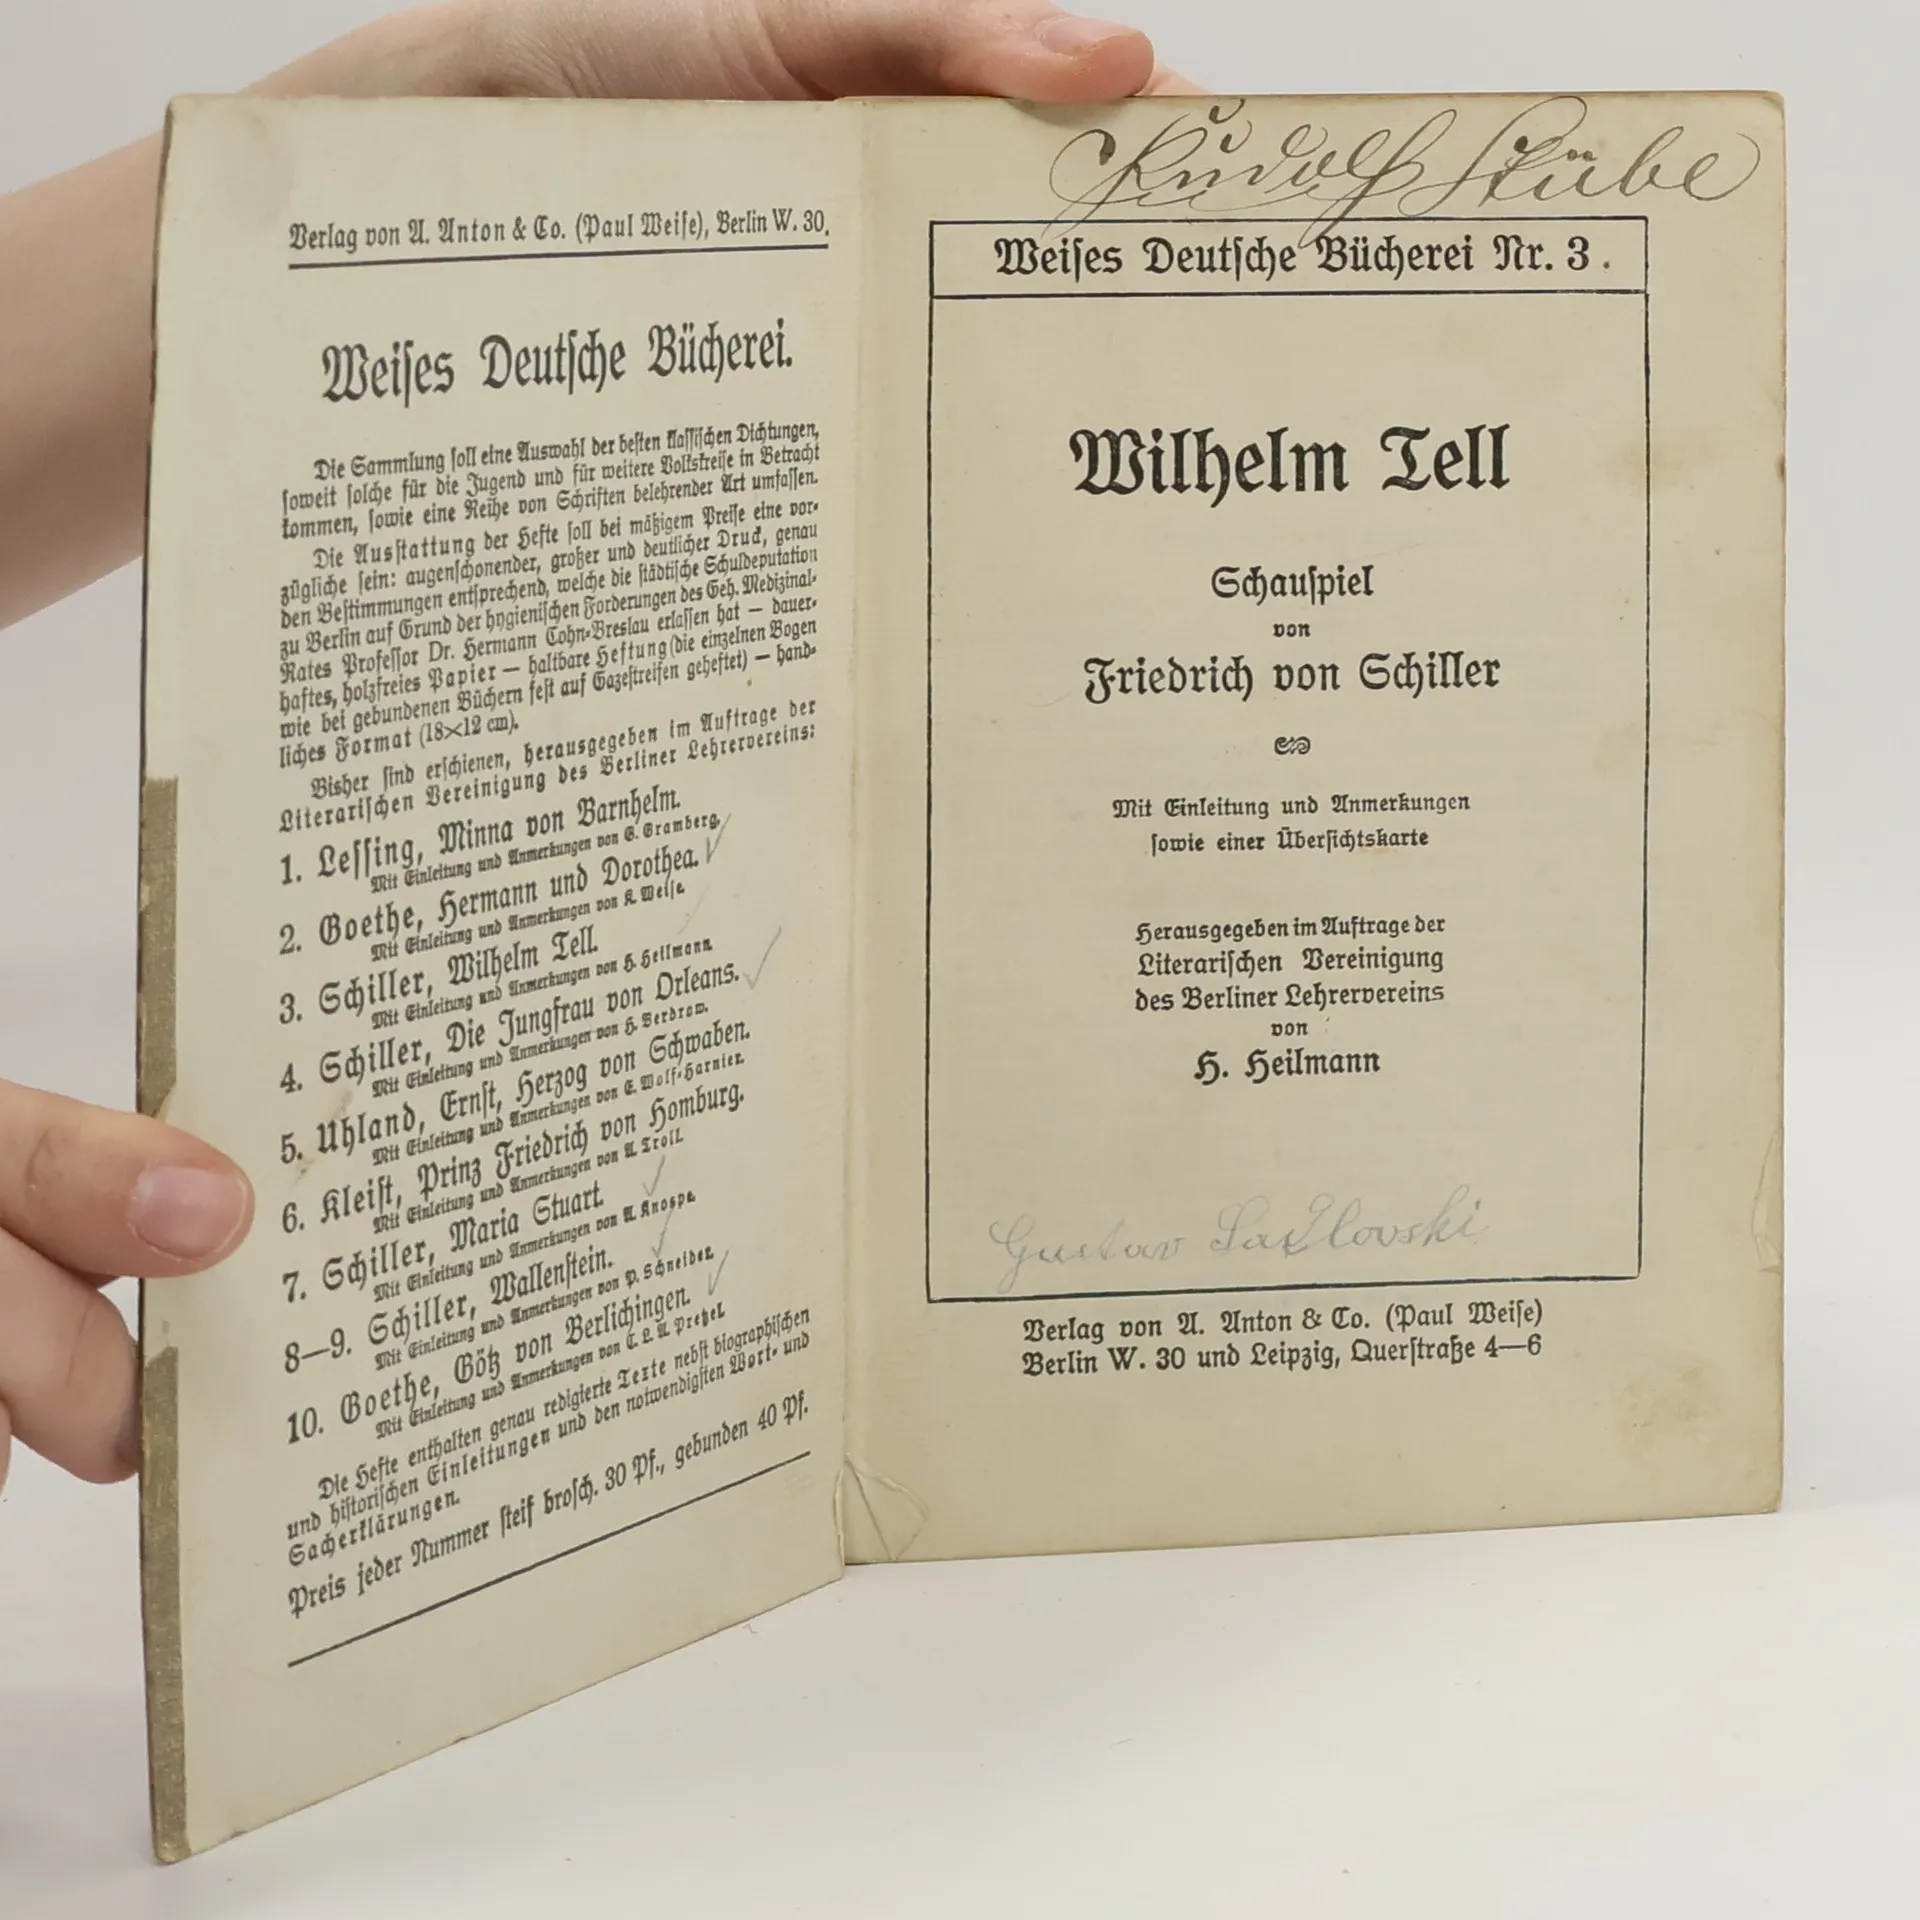 Verlag von A. Anton & Co. (Paul Weise), Berlin W. 30.
Weises Deutsche Bücherei.
Die Sammlung soll eine Auswahl der besten klassischen Dichtungen,
soweit solche für die Jugend und für weitere Volkskreise in Betracht
kommen, sowie eine Reihe von Schriften belehrender Art umfassen.
Die Ausstattung der Hefte soll bei mäßigem Preise eine vor-
zügliche sein: augenschonender, großer und deutlicher Druck, genau
den Bestimmungen entsprechend, welche die städtische Schuldeputation
zu Berlin auf Grund der hygienischen Forderungen des Geh. Medizinal-
Rates Professor Dr. Hermann Cohn-Breslau erlassen hat — dauer-
haftes, holzfreies Papier — haltbare Heftung (die einzelnen Bogen
wie bei gebundenen Büchern fest auf Gazestreifen geheftet) — hand-
liches Format (18×12 cm).
Bisher sind erschienen, herausgegeben im Auftrage der
Literarischen Vereinigung des Berliner Lehrervereins:
1. Lessing, Minna von Barnhelm.
Mit Einleitung und Anmerkungen von G. Gramberg.
2. Goethe, Hermann und Dorothea.
Mit Einleitung und Anmerkungen von K. Weise.
3. Schiller, Wilhelm Tell.
Mit Einleitung und Anmerkungen von H. Heilmann.
4. Schiller, Die Jungfrau von Orleans.
Mit Einleitung und Anmerkungen von H. Berdrow.
5. Uhland, Ernst, Herzog von Schwaben.
Mit Einleitung und Anmerkungen von E. Wolf-Harnier.
6. Kleist, Prinz Friedrich von Homburg.
Mit Einleitung und Anmerkungen von A. Troll.
7. Schiller, Maria Stuart.
Mit Einleitung und Anmerkungen von A. Knospe.
8—9. Schiller, Wallenstein.
Mit Einleitung und Anmerkungen von P. Schneider.
10. Goethe, Götz von Berlichingen.
Mit Einleitung und Anmerkungen von C. L. A. Pretzel.
Die Hefte enthalten genau redigierte Texte nebst biographischen
und historischen Einleitungen und den notwendigsten Wort- und
Sacherklärungen.
Preis jeder Nummer steif brosch. 30 Pf., gebunden 40 Pf.
Rudolf Stübe
Weises Deutsche Bücherei Nr. 3.
Wilhelm Tell
Schauspiel
von
Friedrich von Schiller
Mit Einleitung und Anmerkungen
sowie einer Übersichtskarte
Herausgegeben im Auftrage der
Literarischen Vereinigung
des Berliner Lehrervereins
von
H. Heilmann
Gustav
Verlag von A. Anton & Co. (Paul Weise)
Berlin W. 30 und Leipzig, Querstraße 4—6